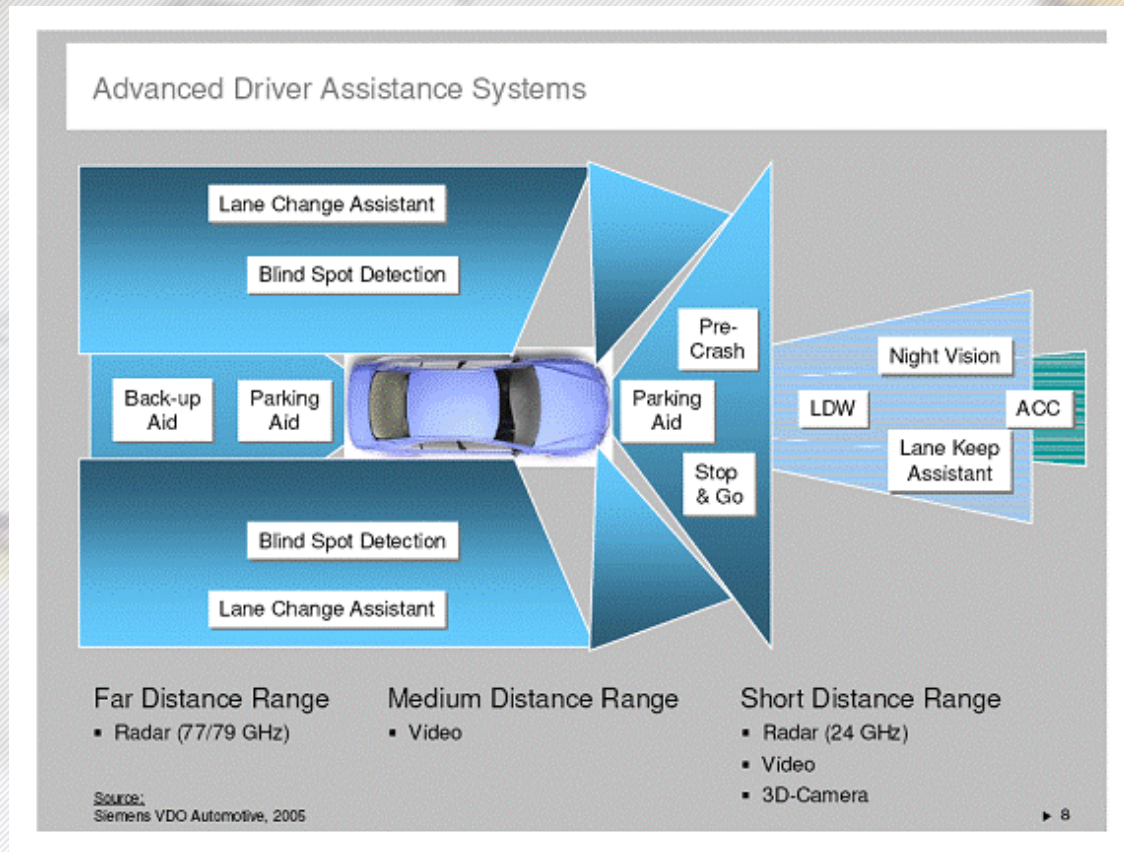 Advanced Driver Assistance Systems
Lane Change Assistant
Blind Spot Detection
Pre-
Crash
Night Vision
Back-up
Aid
Parking
Aid
Parking
Aid
LDW
ACC
Lane Keep
Assistant
Stop
& Go
Blind Spot Detection
Lane Change Assistant
Far Distance Range
▪ Radar (77/79 GHz)
Medium Distance Range
▪ Video
Short Distance Range
▪ Radar (24 GHz)
▪ Video
▪ 3D-Camera
Source:
Siemens VDO Automotive, 2005
▶ 8